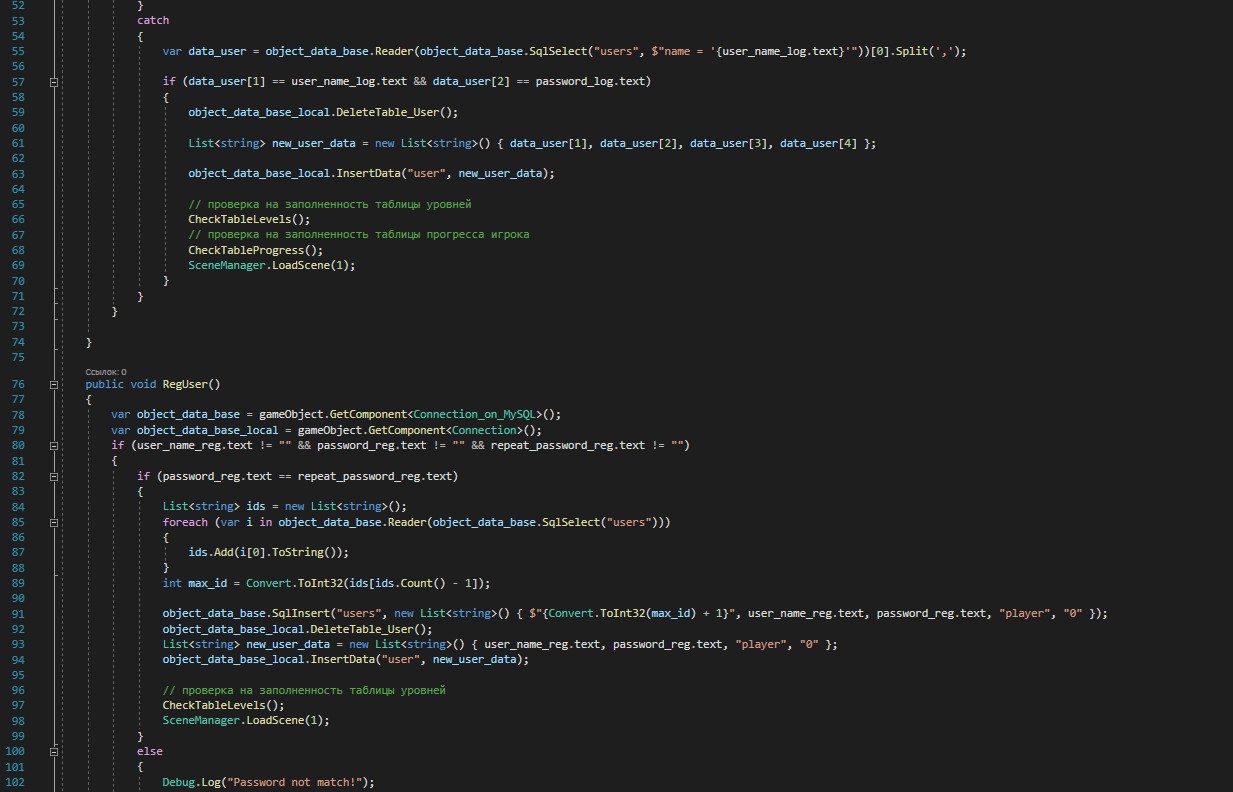 52 }
53 catch
54 {
55 var data_user = object_data_base.Reader(object_data_base.SqlSelect("users", $"name = '{user_name_log.text}'"))[0].Split(',');
56
57 if (data_user[1] == user_name_log.text && data_user[2] == password_log.text)
58 {
59 object_data_base_local.DeleteTable_User();
60
61 List<string> new_user_data = new List<string>() { data_user[1], data_user[2], data_user[3], data_user[4] };
62
63 object_data_base_local.InsertData("user", new_user_data);
64
65 // проверка на заполненность таблицы уровней
66 CheckTableLevels();
67 // проверка на заполненность таблицы прогресса игрока
68 CheckTableProgress();
69 SceneManager.LoadScene(1);
70 }
71 }
72 }
73
74 }
75
Ссылок: 0
76 public void RegUser()
77 {
78 var object_data_base = gameObject.GetComponent<Connection_on_MySQL>();
79 var object_data_base_local = gameObject.GetComponent<Connection>();
80 if (user_name_reg.text != "" && password_reg.text != "" && repeat_password_reg.text != "")
81 {
82 if (password_reg.text == repeat_password_reg.text)
83 {
84 List<string> ids = new List<string>();
85 foreach (var i in object_data_base.Reader(object_data_base.SqlSelect("users")))
86 {
87 ids.Add(i[0].ToString());
88 }
89 int max_id = Convert.ToInt32(ids[ids.Count() - 1]);
90
91 object_data_base.SqlInsert("users", new List<string>() { $"{Convert.ToInt32(max_id) + 1}", user_name_reg.text, password_reg.text, "player", "0" });
92 object_data_base_local.DeleteTable_User();
93 List<string> new_user_data = new List<string>() { user_name_reg.text, password_reg.text, "player", "0" };
94 object_data_base_local.InsertData("user", new_user_data);
95
96 // проверка на заполненность таблицы уровней
97 CheckTableLevels();
98 SceneManager.LoadScene(1);
99 }
100 else
101 {
102 Debug.Log("Password not match!");